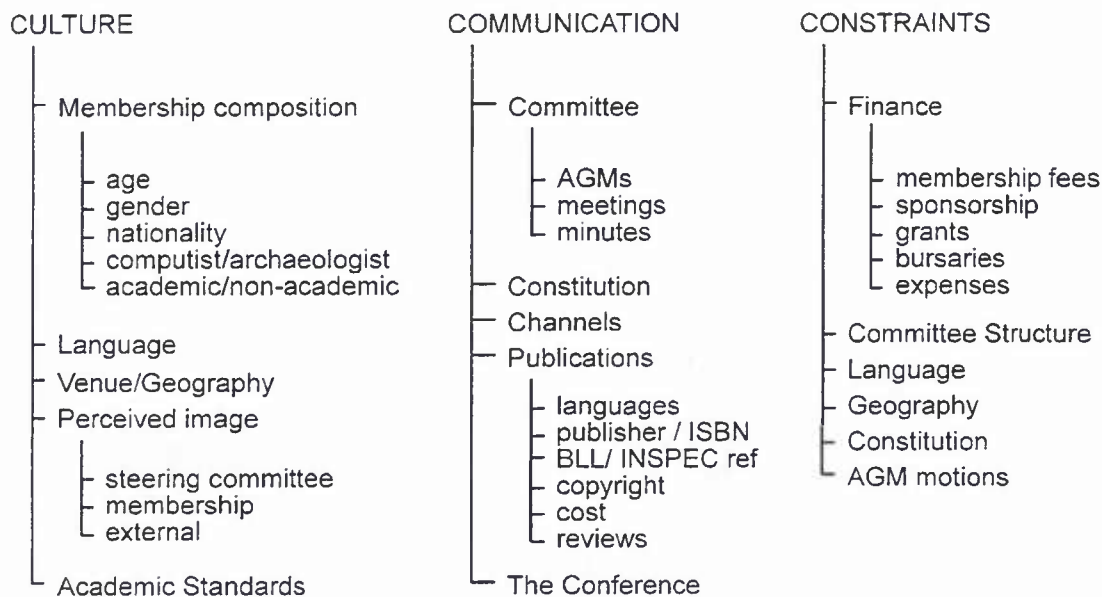 CULTURE
Membership composition
age
gender
nationality
computist/archaeologist
academic/non-academic
Language
Venue/Geography
Perceived image
steering committee
membership
external
Academic Standards
COMMUNICATION
Committee
AGMs
meetings
minutes
Constitution
Channels
Publications
languages
publisher / ISBN
BLL/ INSPEC ref
copyright
cost
reviews
The Conference
CONSTRAINTS
Finance
membership fees
sponsorship
grants
bursaries
expenses
Committee Structure
Language
Geography
Constitution
AGM motions